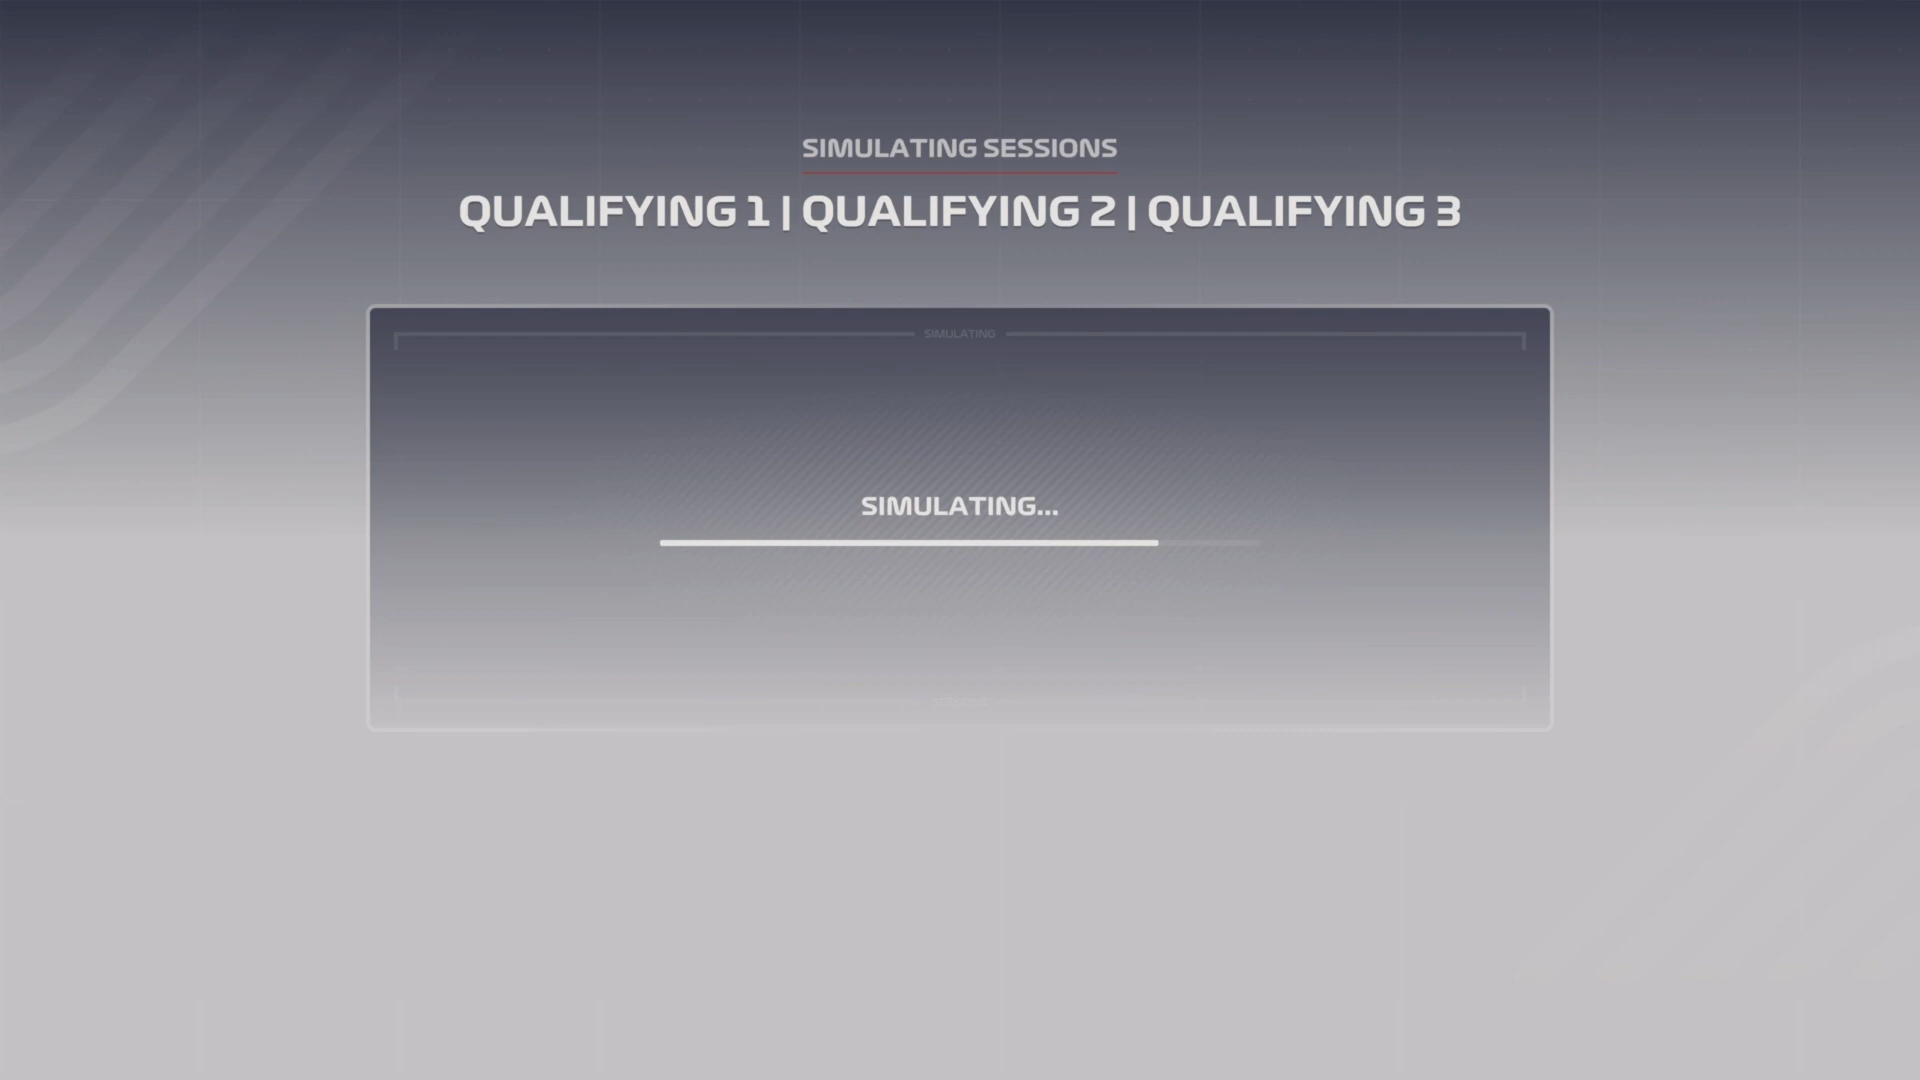 SIMULATING SESSIONS
QUALIFYING 1 | QUALIFYING 2 | QUALIFYING 3
SIMULATING
SIMULATING...